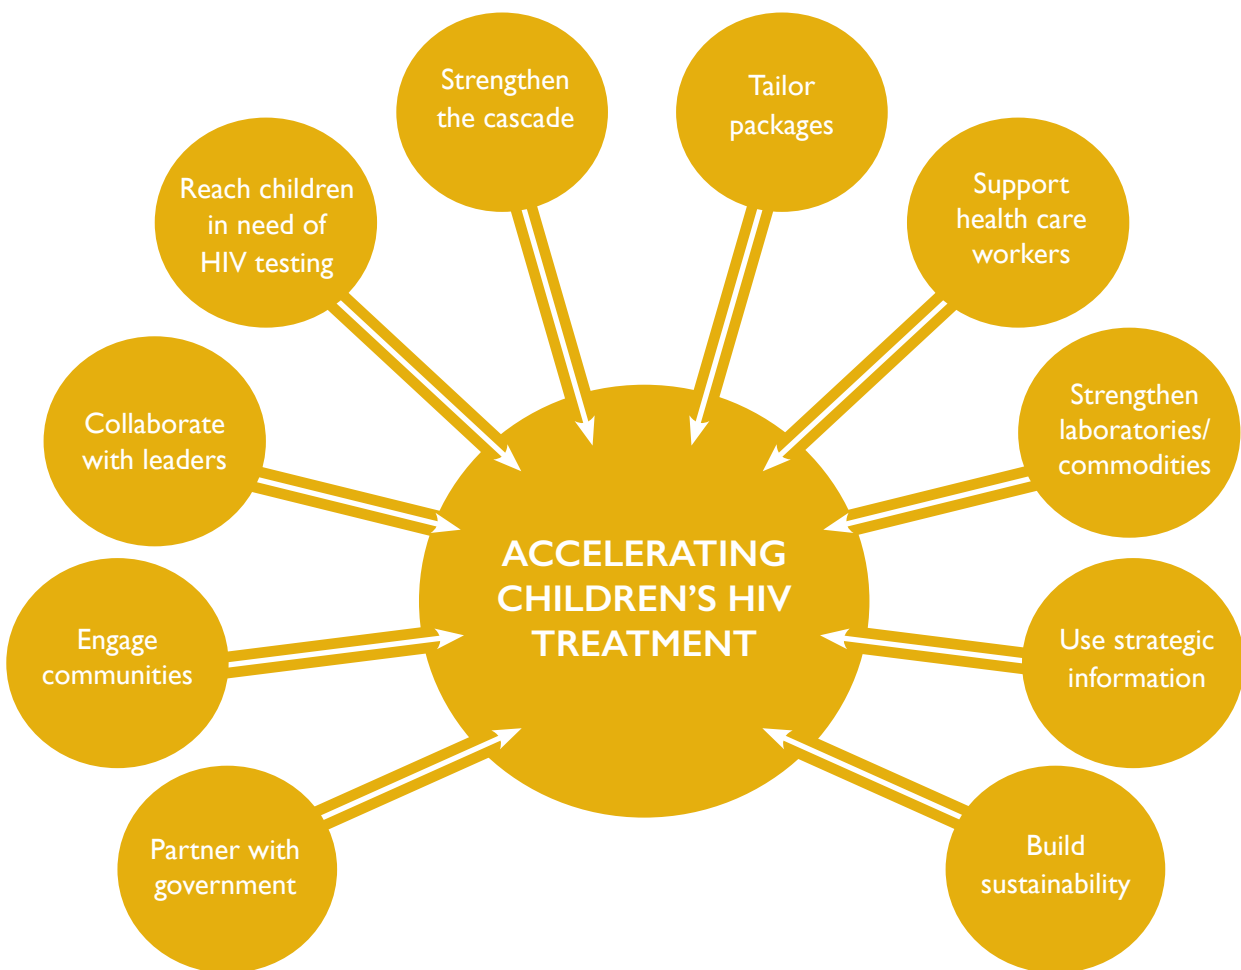 Strengthen
the cascade
Tailor
packages
Reach children
in need of
HIV testing
Support
health care
workers
Collaborate
with leaders
Strengthen
laboratories/
commodities
ACCELERATING
CHILDREN’S HIV
TREATMENT
Engage
communities
Use strategic
information
Partner with
government
Build
sustainability